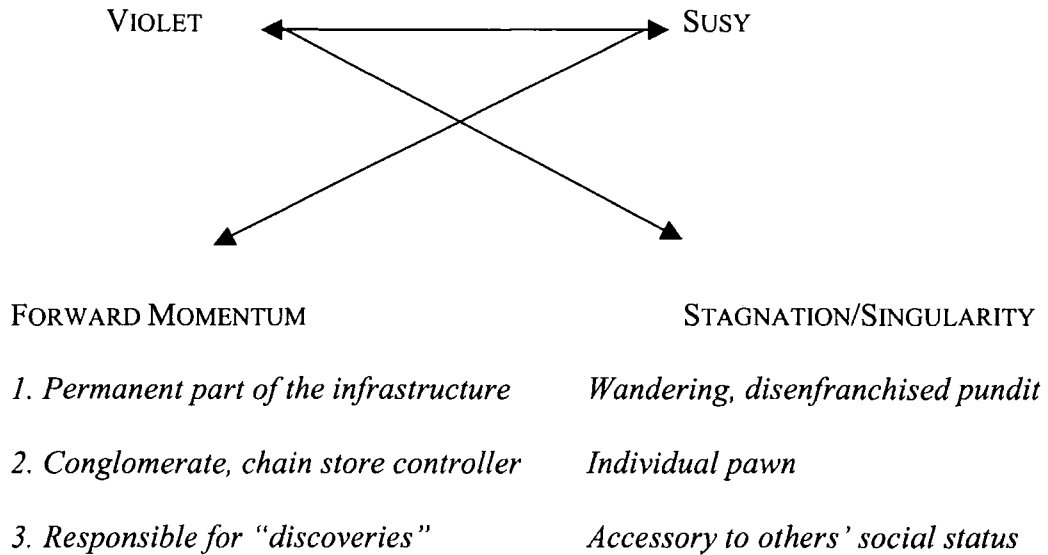 VIOLET SUSY
FORWARD MOMENTUM STAGNATION/SINGULARITY
1. Permanent part of the infrastructure Wandering, disenfranchised pundit
2. Conglomerate, chain store controller Individual pawn
3. Responsible for “discoveries” Accessory to others’ social status